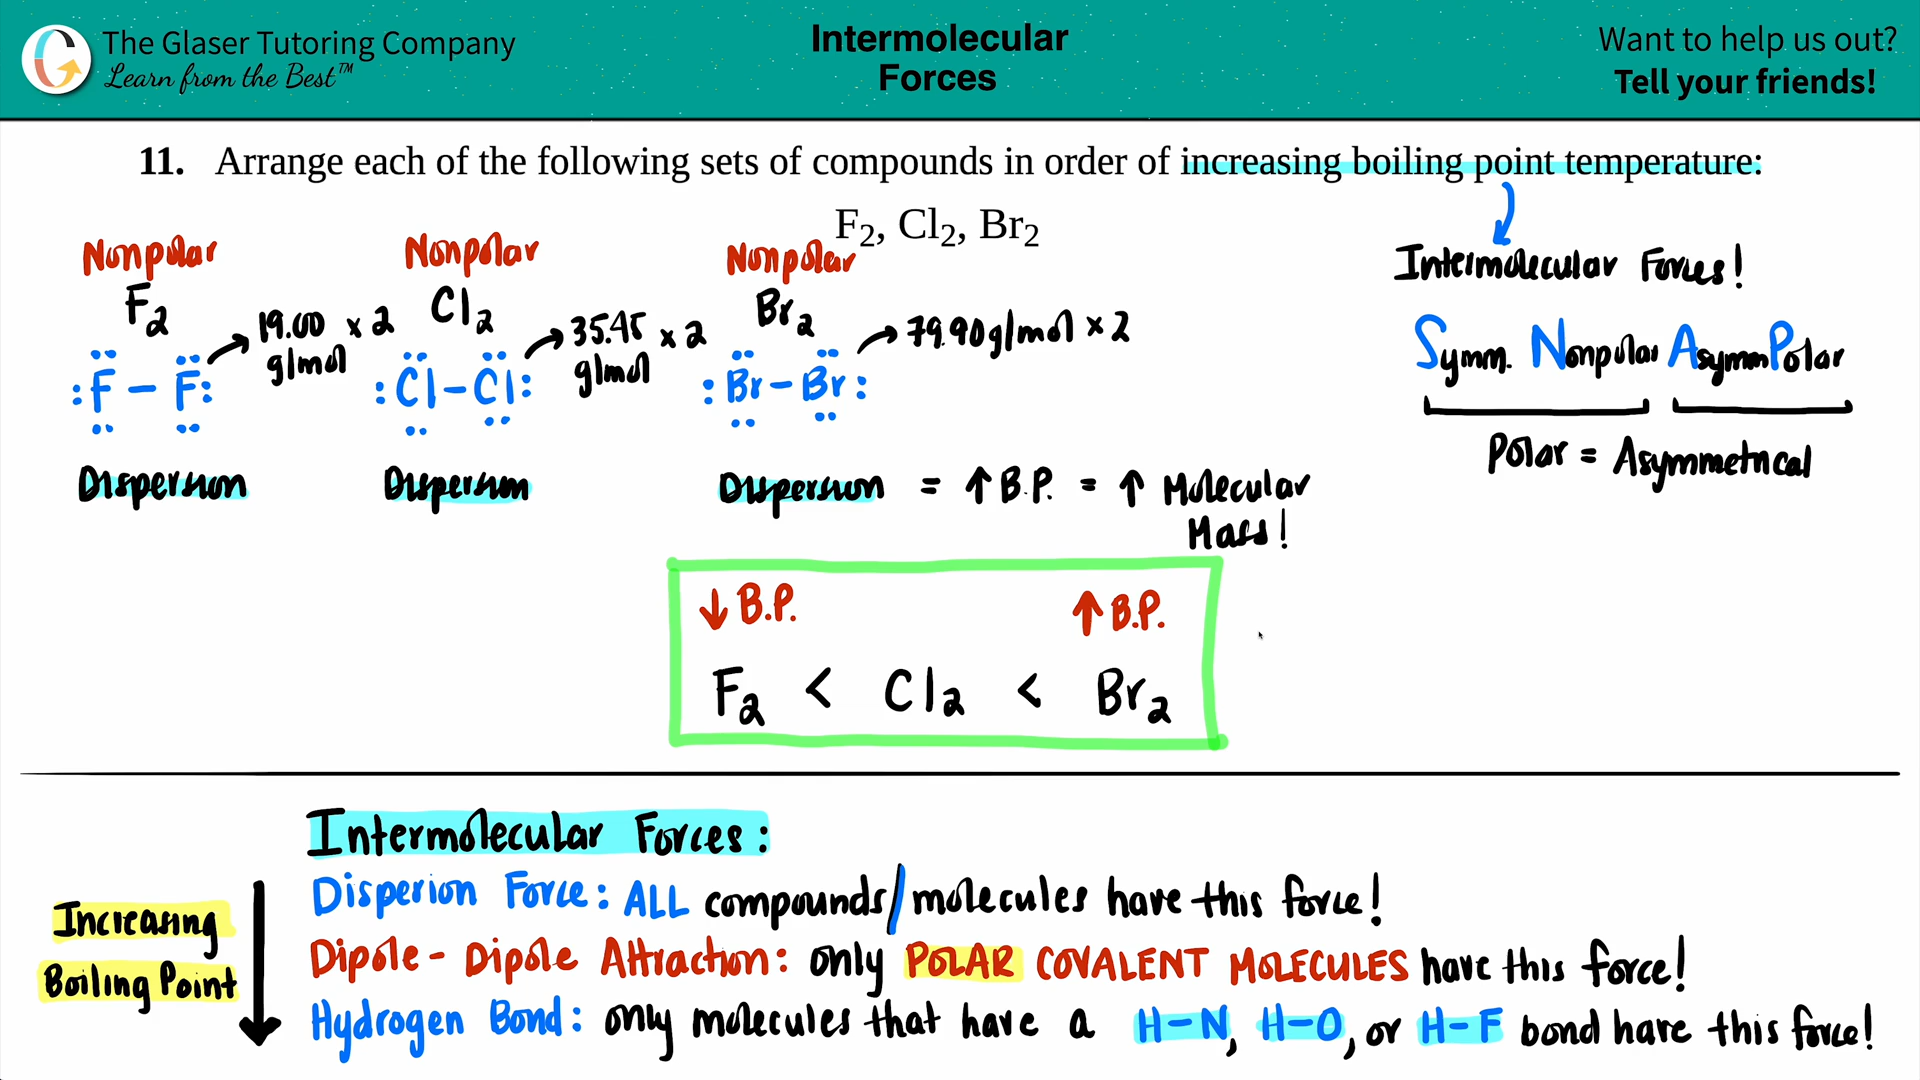 The Glaser Tutoring Company
Learn from the Best™
Intermolecular
Forces
Want to help us out?
Tell your friends!
11. Arrange each of the following sets of compounds in order of increasing boiling point temperature:
F₂, Cl₂, Br₂
Nonpolar Nonpolar Nonpolar
F₂ Cl₂ Br₂
19.00 g/mol × 2
35.45 g/mol × 2
79.90 g/mol × 2
:F – F: :Cl – Cl: :Br – Br:
Dispersion Dispersion Dispersion = ↑ B.P. = ↑ Molecular
Mass!
Intermolecular Forces!
Symm. Nonpolar Asymm Polar
Polar = Asymmetrical
↓ B.P. ↑ B.P.
F₂ < Cl₂ < Br₂
Intermolecular Forces:
Increasing
Boiling Point
Disperion Force: ALL compounds/molecules have this force!
Dipole - Dipole Attraction: only POLAR COVALENT MOLECULES have this force!
Hydrogen Bond: only molecules that have a H–N, H–O, or H–F bond have this force!